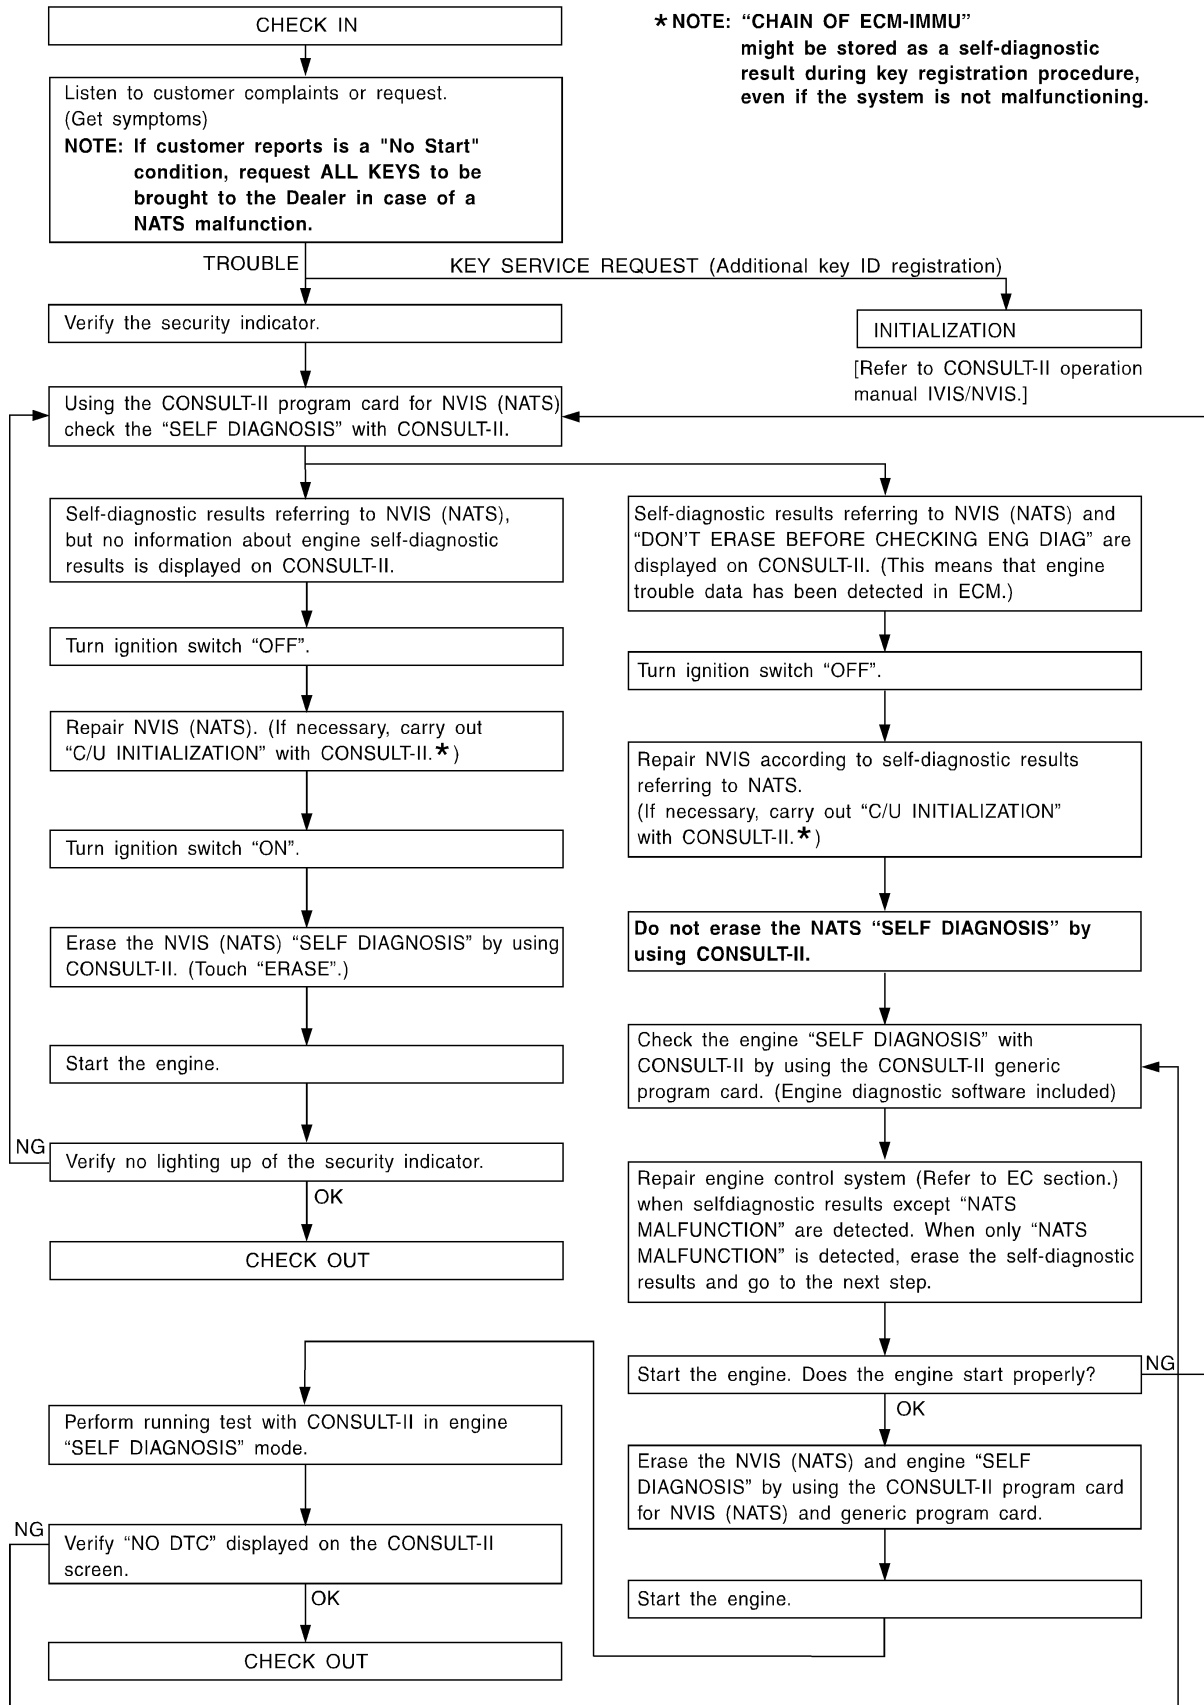 CHECK IN
* NOTE: “CHAIN OF ECM-IMMU”
might be stored as a self-diagnostic
result during key registration procedure,
even if the system is not malfunctioning.
Listen to customer complaints or request.
(Get symptoms)
NOTE: If customer reports is a "No Start"
condition, request ALL KEYS to be
brought to the Dealer in case of a
NATS malfunction.
TROUBLE
KEY SERVICE REQUEST (Additional key ID registration)
Verify the security indicator.
INITIALIZATION
[Refer to CONSULT-II operation
manual IVIS/NVIS.]
Using the CONSULT-II program card for NVIS (NATS)
check the “SELF DIAGNOSIS” with CONSULT-II.
Self-diagnostic results referring to NVIS (NATS),
but no information about engine self-diagnostic
results is displayed on CONSULT-II.
Turn ignition switch “OFF”.
Repair NVIS (NATS). (If necessary, carry out
“C/U INITIALIZATION” with CONSULT-II.*)
Turn ignition switch “ON”.
Erase the NVIS (NATS) “SELF DIAGNOSIS” by using
CONSULT-II. (Touch “ERASE”.)
Start the engine.
NG
Verify no lighting up of the security indicator.
OK
CHECK OUT
Self-diagnostic results referring to NVIS (NATS) and
“DON’T ERASE BEFORE CHECKING ENG DIAG” are
displayed on CONSULT-II. (This means that engine
trouble data has been detected in ECM.)
Turn ignition switch “OFF”.
Repair NVIS according to self-diagnostic results
referring to NATS.
(If necessary, carry out “C/U INITIALIZATION”
with CONSULT-II.*)
Do not erase the NATS “SELF DIAGNOSIS” by
using CONSULT-II.
Check the engine “SELF DIAGNOSIS” with
CONSULT-II by using the CONSULT-II generic
program card. (Engine diagnostic software included)
Repair engine control system (Refer to EC section.)
when selfdiagnostic results except “NATS
MALFUNCTION” are detected. When only “NATS
MALFUNCTION” is detected, erase the self-diagnostic
results and go to the next step.
Start the engine. Does the engine start properly?
NG
OK
Erase the NVIS (NATS) and engine “SELF
DIAGNOSIS” by using the CONSULT-II program card
for NVIS (NATS) and generic program card.
Start the engine.
Perform running test with CONSULT-II in engine
“SELF DIAGNOSIS” mode.
NG
Verify “NO DTC” displayed on the CONSULT-II
screen.
OK
CHECK OUT